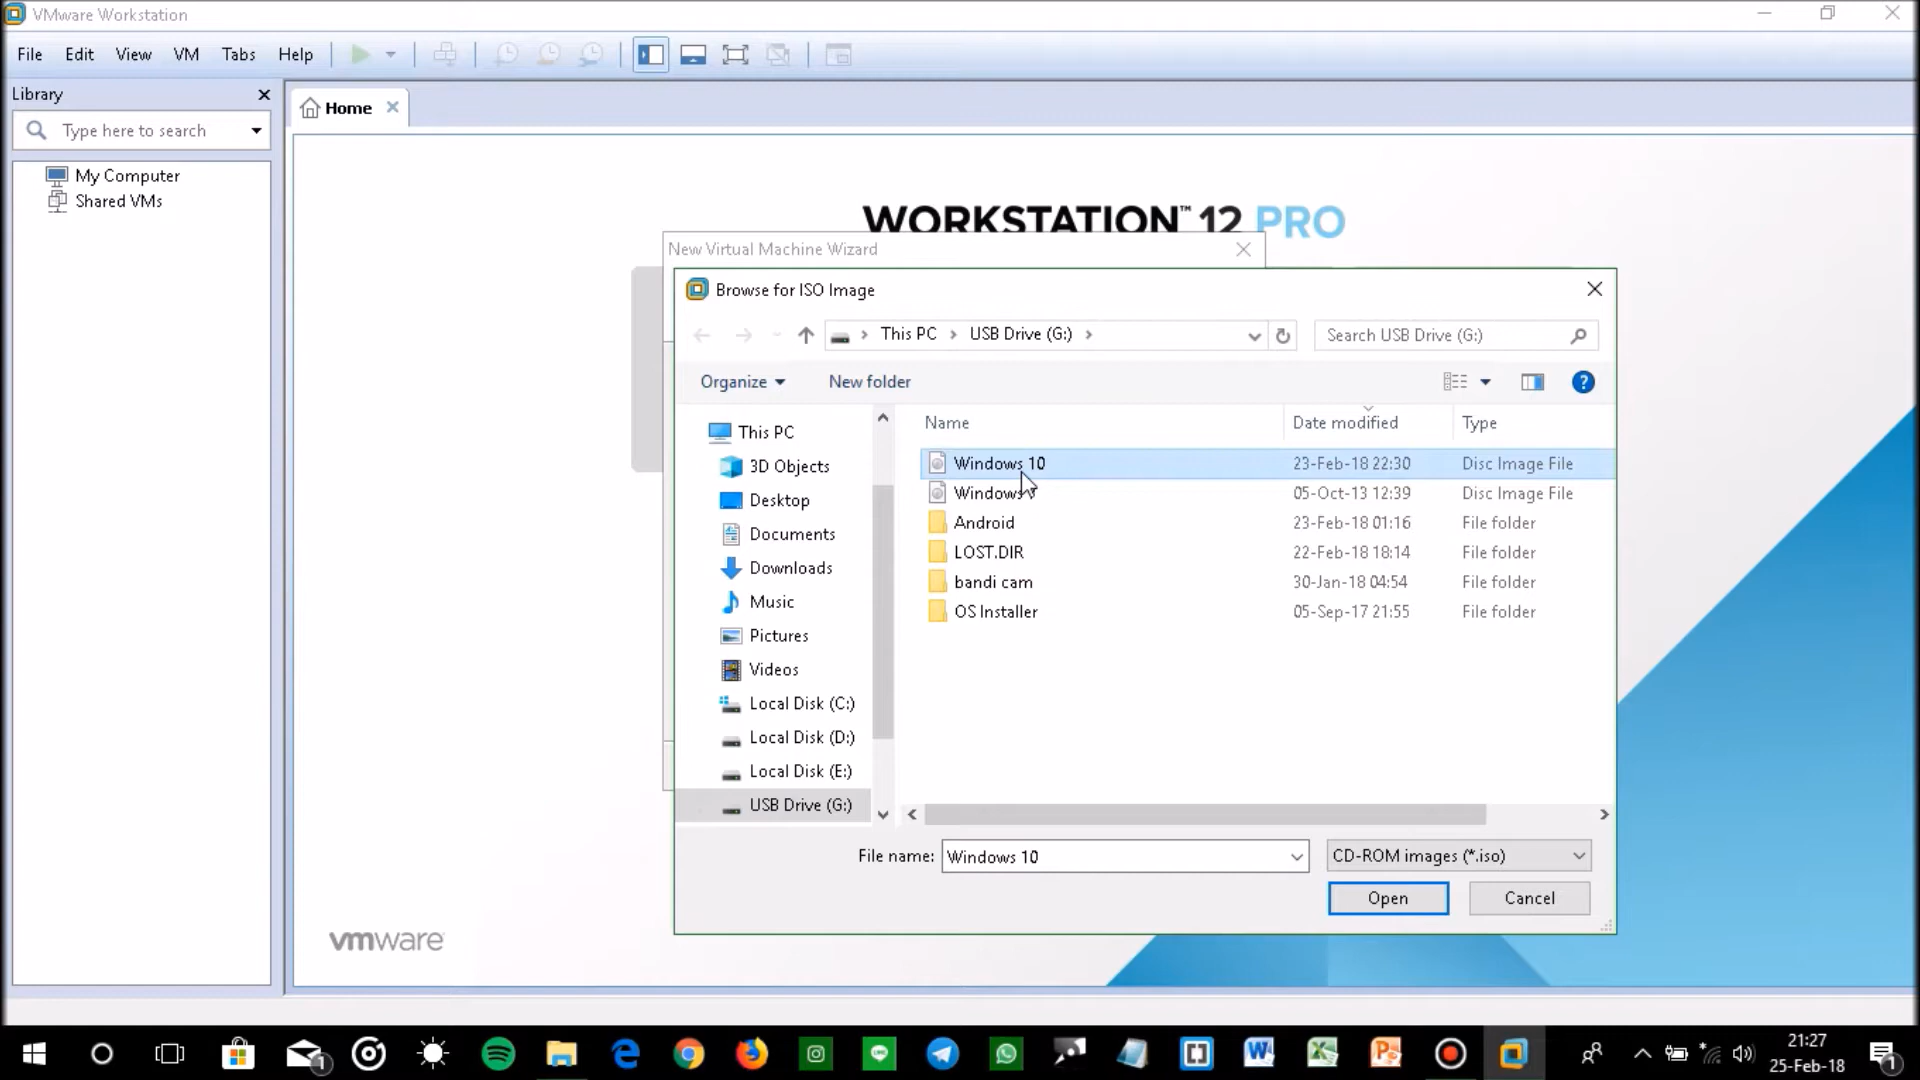 VMware Workstation
File Edit View VM Tabs Help
Library
Type here to search
My Computer
Shared VMs
Home
WORKSTATION™ 12 PRO
New Virtual Machine Wizard
Browse for ISO Image
This PC > USB Drive (G:) >
Search USB Drive (G:)
Organize
New folder
Name Date modified Type
This PC
3D Objects
Desktop
Documents
Downloads
Music
Pictures
Videos
Local Disk (C:)
Local Disk (D:)
Local Disk (E:)
USB Drive (G:)
Windows 10 23-Feb-18 22:30 Disc Image File
Windows 05-Oct-13 12:39 Disc Image File
Android 23-Feb-18 01:16 File folder
LOST.DIR 22-Feb-18 18:14 File folder
bandi cam 30-Jan-18 04:54 File folder
OS Installer 05-Sep-17 21:55 File folder
File name: Windows 10
CD-ROM images (*.iso)
Open
Cancel
vmware
21:27
25-Feb-18